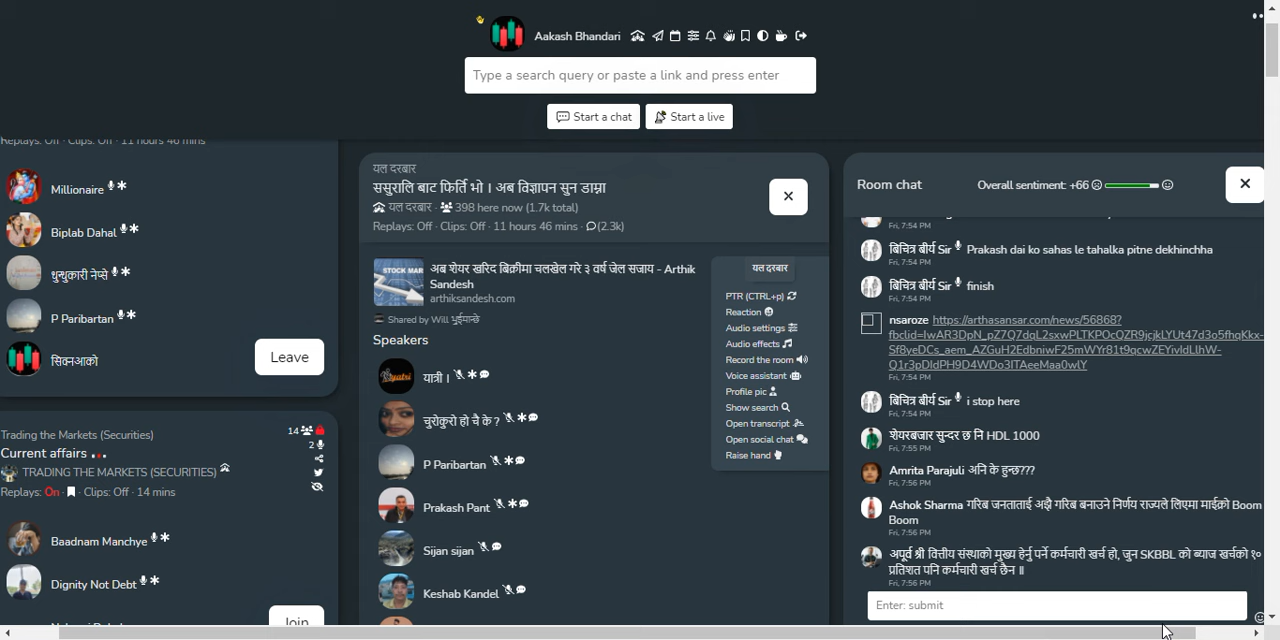 Aakash Bhandari
Type a search query or paste a link and press enter
Start a chat
Start a live
Replays: Off · Clips: Off · 11 hours 46 mins
Millionaire
Biplab Dahal
धुन्धुकारी नेप्से
P Paribartan
Leave
Trading the Markets (Securities)
14
Current affairs
2
TRADING THE MARKETS (SECURITIES)
Replays: On · Clips: Off · 14 mins
Baadnam Manchye
Dignity Not Debt
Join
यल दरबार
ससुरालि बाट फिर्ति भो । अब विज्ञापन सुन डाम्ना
यल दरबार · 398 here now (1.7k total)
Replays: Off · Clips: Off · 11 hours 46 mins · (2.3k)
STOCK MAR
अब शेयर खरिद बिक्रीमा चलखेल गरे ३ वर्ष जेल सजाय - Arthik
Sandesh
arthiksandesh.com
Shared by Will भुईमान्छे
Speakers
यात्री ।
चुरोकुरो हो चै के ?
P Paribartan
Prakash Pant
Sijan sijan
Keshab Kandel
यल दरबार
PTR (CTRL+p)
Reaction
Audio settings
Audio effects
Record the room
Voice assistant
Profile pic
Show search
Open transcript
Open social chat
Raise hand
Room chat
Overall sentiment: +66
Fri, 7:54 PM
बिचित्र बीर्य Sir Prakash dai ko sahas le tahalka pitne dekhinchha
Fri, 7:54 PM
बिचित्र बीर्य Sir finish
Fri, 7:54 PM
nsaroze https://arthasansar.com/news/56868?
Fri, 7:54 PM
बिचित्र बीर्य Sir i stop here
Fri, 7:54 PM
शेयरबजार सुन्दर छ नि HDL 1000
Fri, 7:55 PM
Amrita Parajuli अनि के हुन्छ???
Fri, 7:56 PM
Ashok Sharma गरिब जनतालाई अझै गरिब बनाउने निर्णय राज्यले लिएमा माईक्रो Boom
Boom
Fri, 7:56 PM
अपूर्व श्री वित्तीय संस्थाको मुख्य हेर्नु पर्ने कर्मचारी खर्च हो, जुन SKBBL को ब्याज खर्चको १०
प्रतिशत पनि कर्मचारी खर्च छैन ॥
Fri, 7:56 PM
Enter: submit